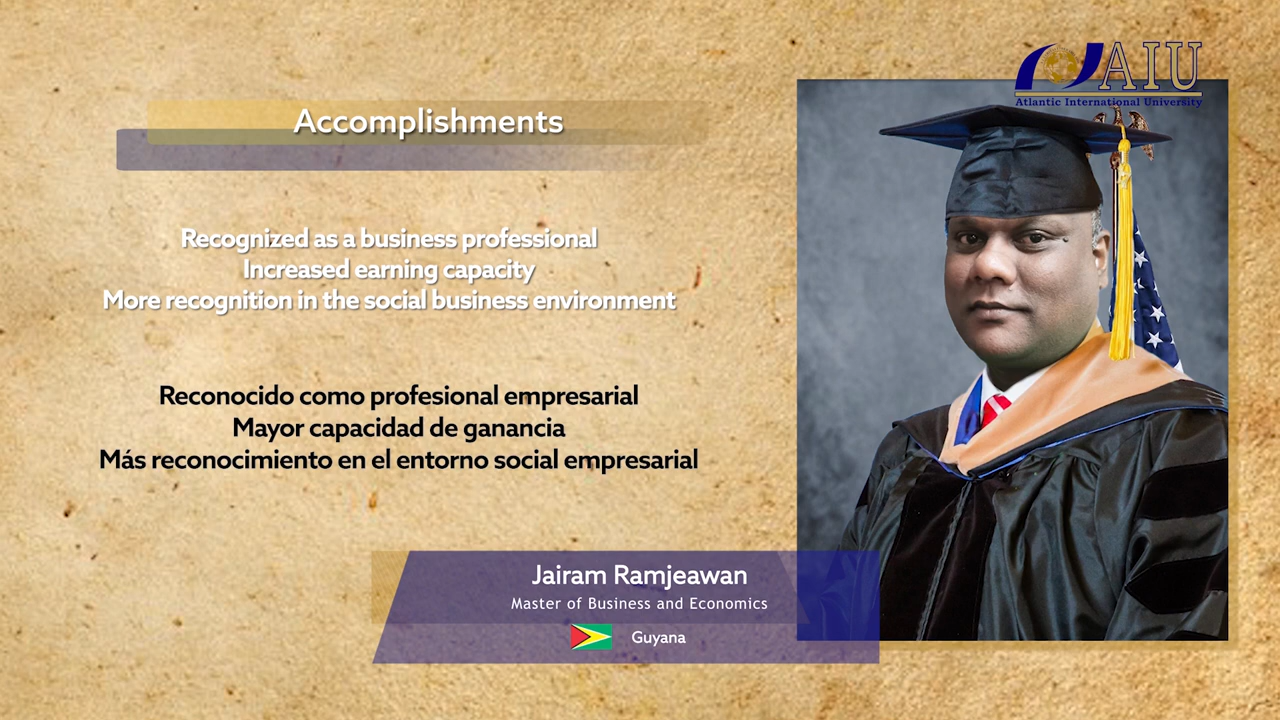 AIU
Atlantic International University
Accomplishments
Recognized as a business professional
Increased earning capacity
More recognition in the social business environment
Reconocido como profesional empresarial
Mayor capacidad de ganancia
Más reconocimiento en el entorno social empresarial
Jairam Ramjeawan
Master of Business and Economics
Guyana